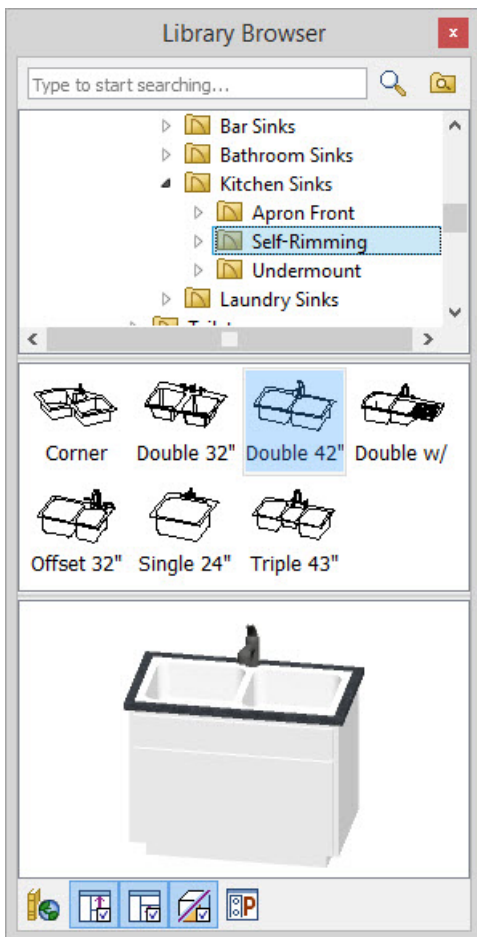 Library Browser
x
Type to start searching...
Bar Sinks
Bathroom Sinks
Kitchen Sinks
Apron Front
Self-Rimming
Undermount
Laundry Sinks
Corner Double 32" Double 42" Double w/
Offset 32" Single 24" Triple 43"
P